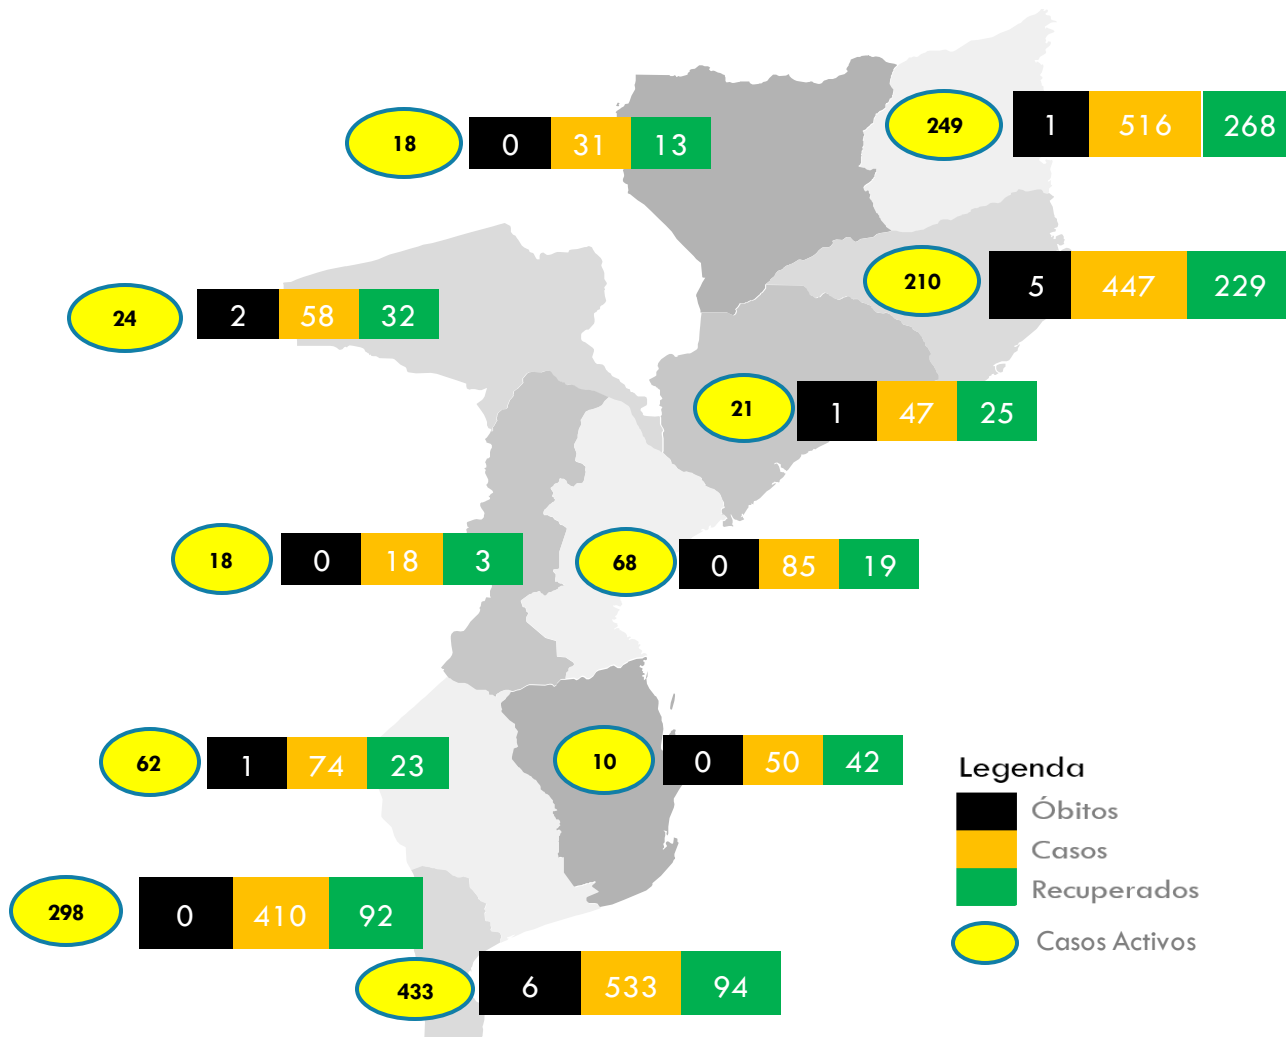 18 0 31 13
249 1 516 268
210 5 447 229
24 2 58 32
21 1 47 25
18 0 18 3
68 0 85 19
62 1 74 23
10 0 50 42
Legenda
Óbitos
Casos
Recuperados
Casos Activos
298 0 410 92
433 6 533 94